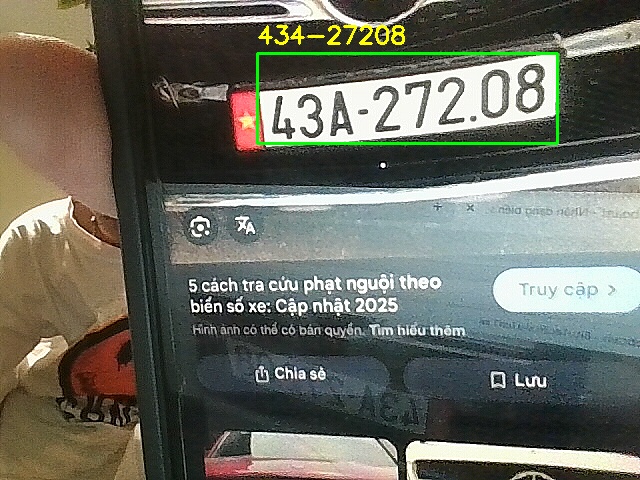 434-27208
43A-272.08
5 cách tra cứu phạt nguội theo
biển số xe: Cập nhật 2025
Truy cập >
Hình ảnh có thể có bản quyền. Tìm hiểu thêm
Chia sẻ
Lưu